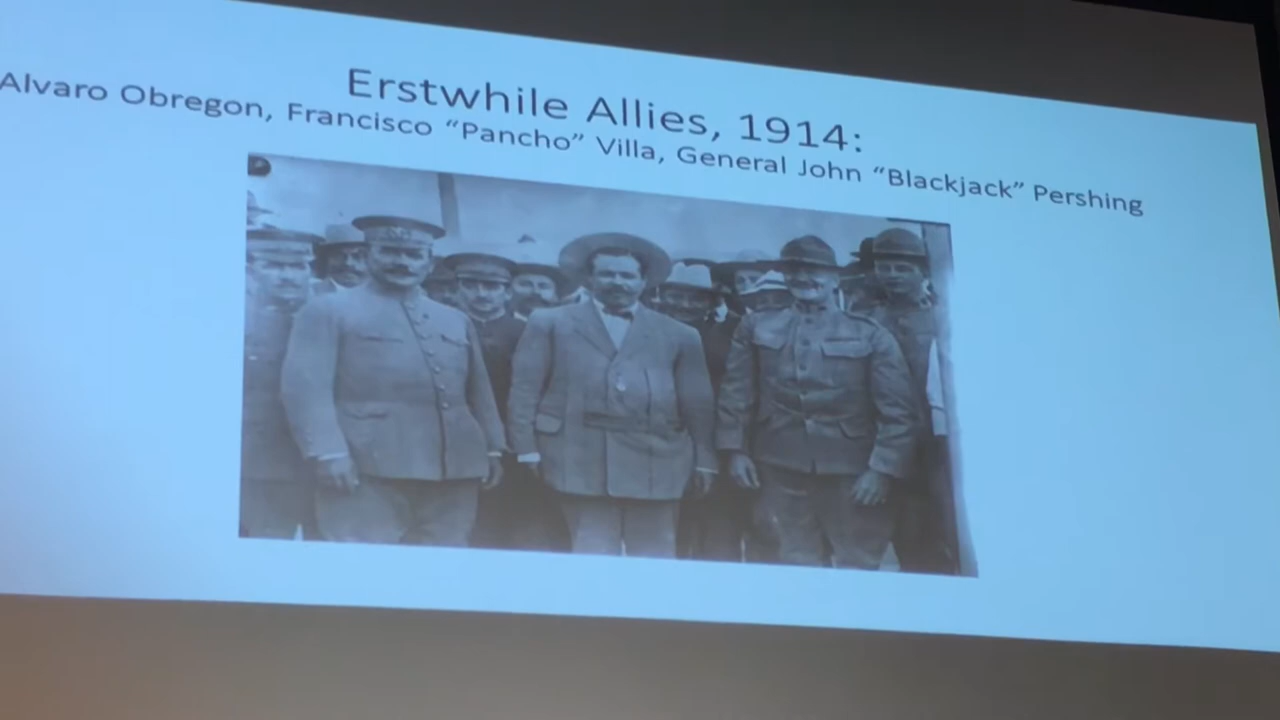 Erstwhile Allies, 1914:
Alvaro Obregon, Francisco “Pancho” Villa, General John “Blackjack” Pershing